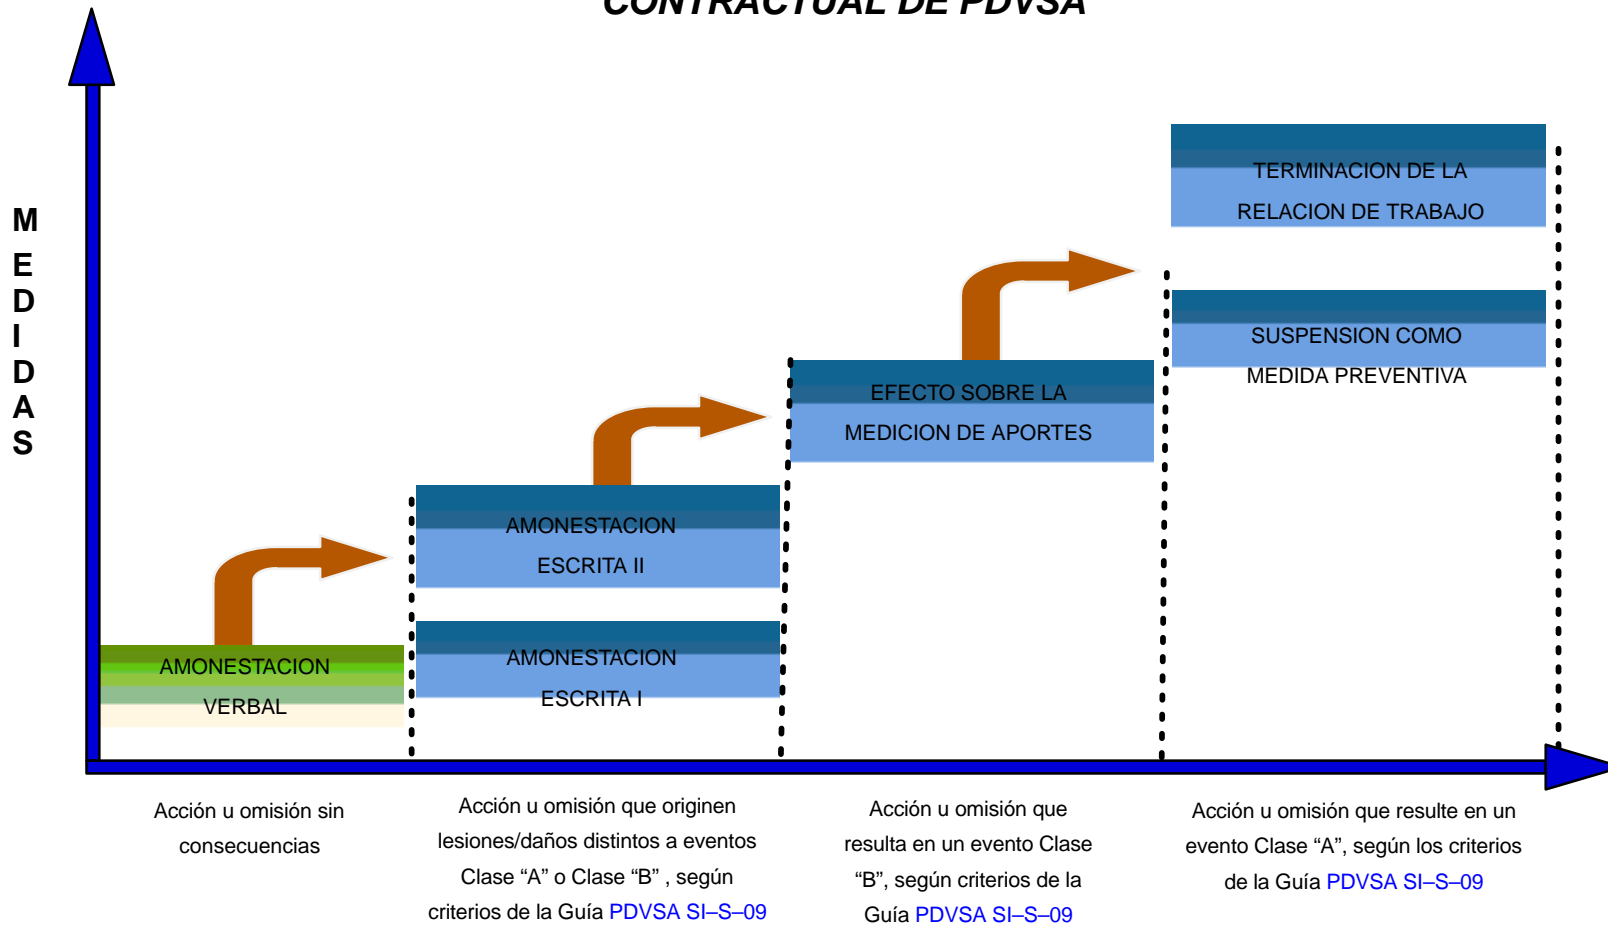 CONTRACTUAL DE PDVSA
MEDIDAS
TERMINACION DE LA
RELACION DE TRABAJO
SUSPENSION COMO
MEDIDA PREVENTIVA
EFECTO SOBRE LA
MEDICION DE APORTES
AMONESTACION
ESCRITA II
AMONESTACION
ESCRITA I
AMONESTACION
VERBAL
Acción u omisión sin
consecuencias
Acción u omisión que originen
lesiones/daños distintos a eventos
Clase “A” o Clase “B” , según
criterios de la Guía PDVSA SI–S–09
Acción u omisión que
resulta en un evento Clase
“B”, según criterios de la
Guía PDVSA SI–S–09
Acción u omisión que resulte en un
evento Clase “A”, según los criterios
de la Guía PDVSA SI–S–09